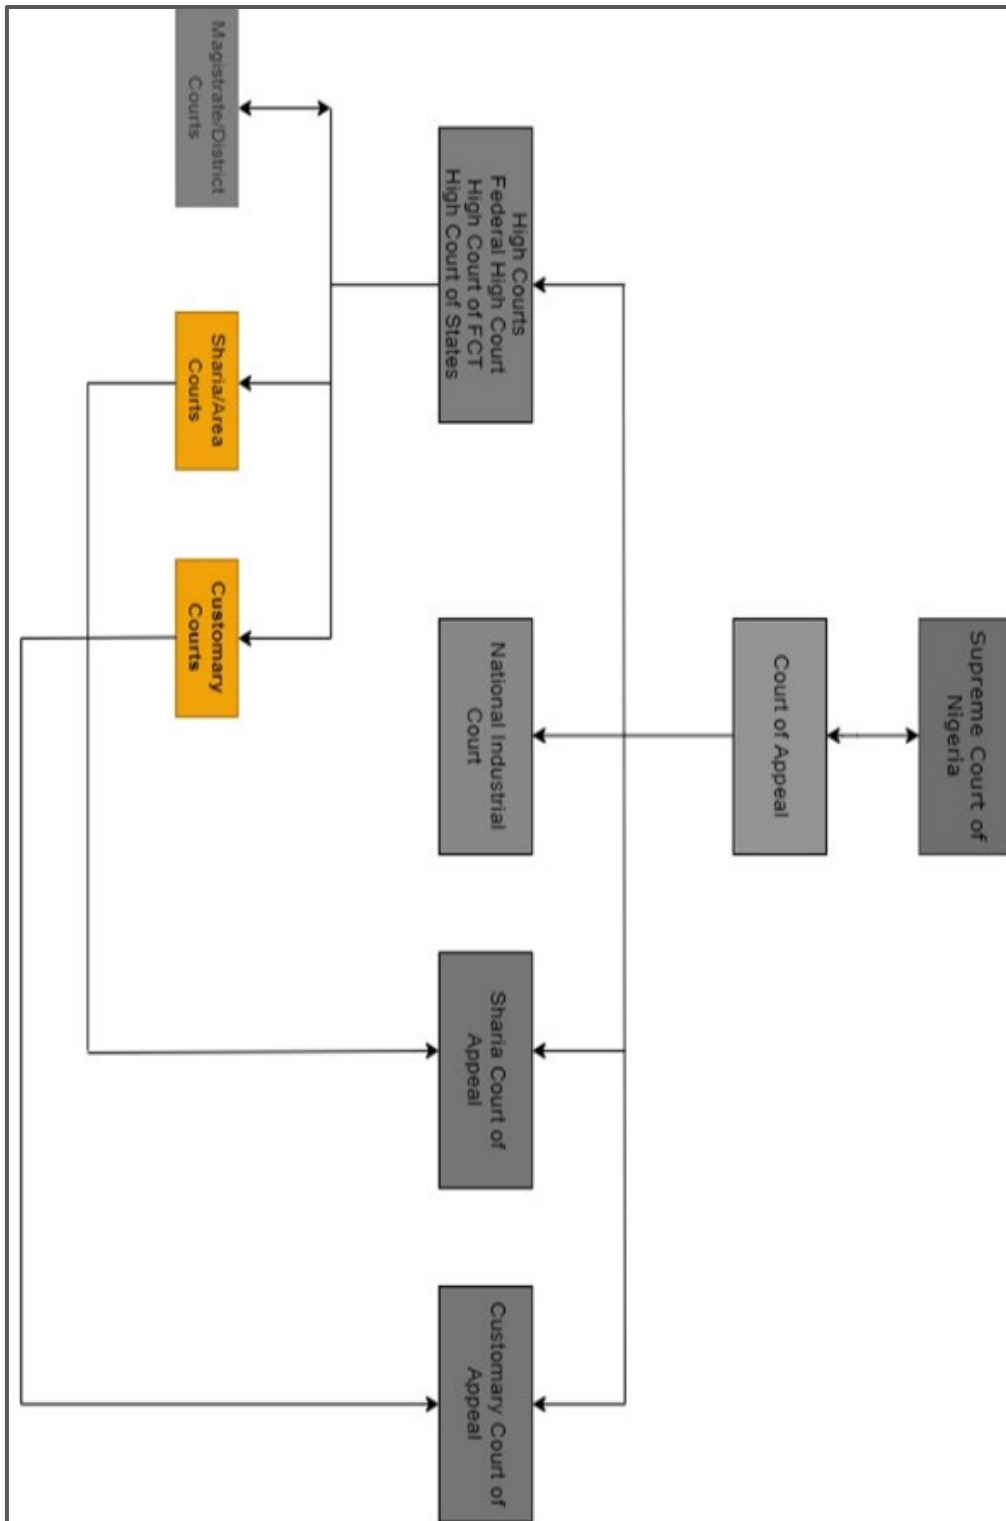 Supreme Court of
Nigeria
Court of Appeal
High Courts
Federal High Court
High Court of FCT
High Court of States
National Industrial
Court
Sharia Court of
Appeal
Customary Court of
Appeal
Magistrate/District
Courts
Sharia/Area
Courts
Customary
Courts